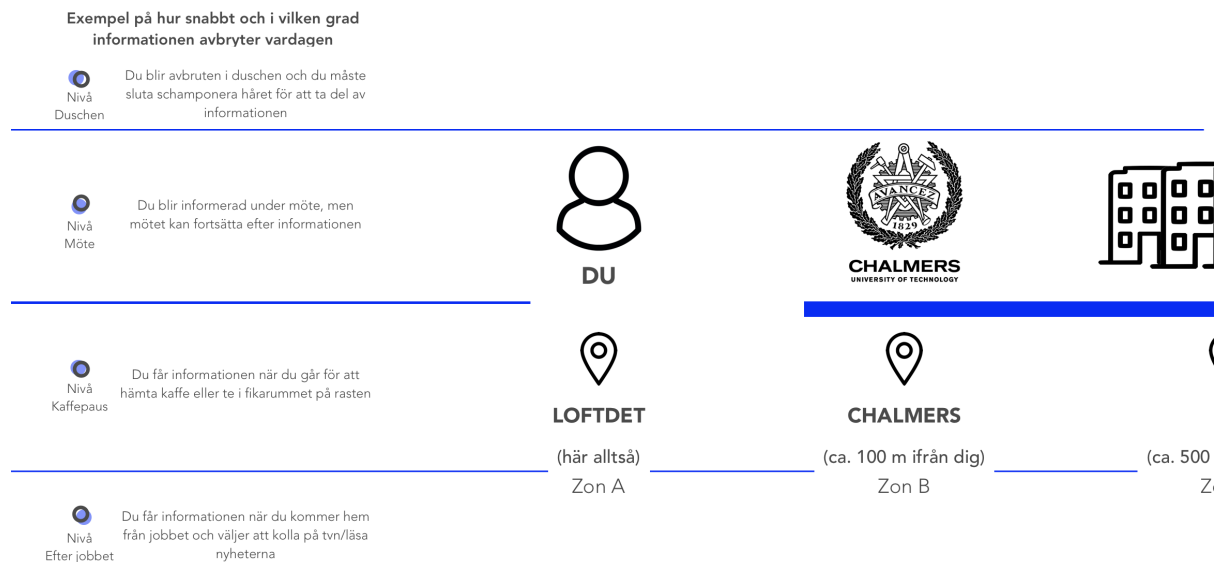 Exempel på hur snabbt och i vilken grad
informationen avbryter vardagen
Nivå
Duschen
Du blir avbruten i duschen och du måste
sluta schamponera håret för att ta del av
informationen
Nivå
Möte
Du blir informerad under möte, men
mötet kan fortsätta efter informationen
Nivå
Kaffepaus
Du får informationen när du går för att
hämta kaffe eller te i fikarummet på rasten
Nivå
Efter jobbet
Du får informationen när du kommer hem
från jobbet och väljer att kolla på tvn/läsa
nyheterna
DU
LOFTDET
(här alltså)
Zon A
AVANCEZ
1829
CHALMERS
UNIVERSITY OF TECHNOLOGY
CHALMERS
(ca. 100 m ifrån dig)
Zon B
(ca. 500